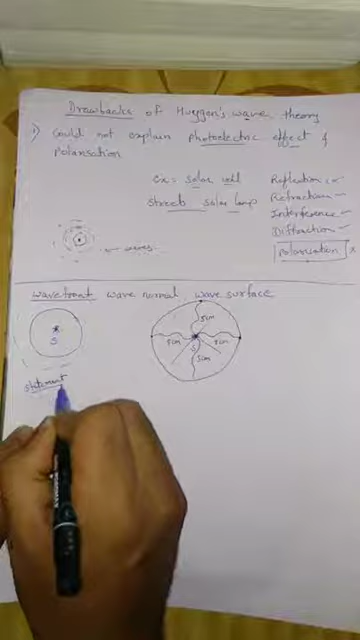 Drawbacks of Huygen's wave theory
1) Could not explain photoelectric effect &
polarisation
ex = solar cell
streets solar lamp
Reflection ✓
Refraction ✓
Interference ✓
Diffraction ✓
polarisation x
waves
wavefront wave normal wave surface
S
5cm
5cm
5cm
S
5cm
statement